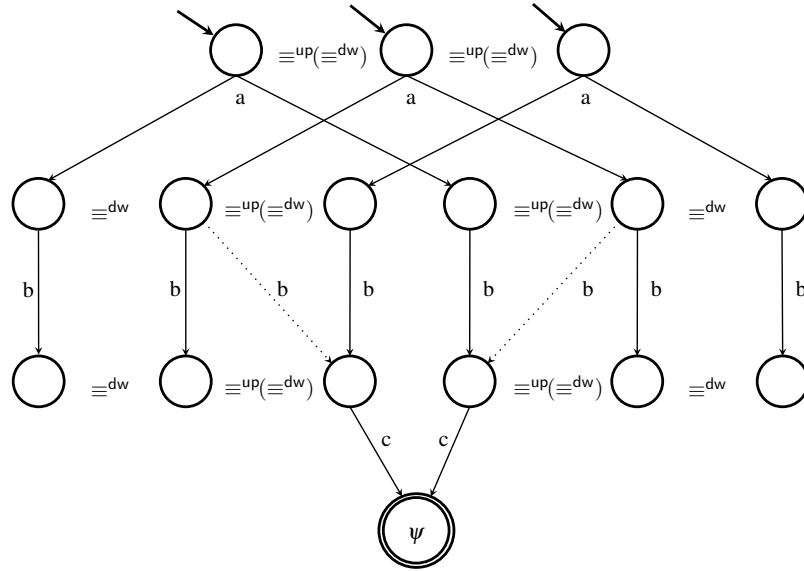 ≡up(≡dw) ≡up(≡dw)
a a a
≡dw ≡up(≡dw) ≡up(≡dw) ≡dw
b b b b b b b b
≡dw ≡up(≡dw) ≡up(≡dw) ≡dw
c c
ψ